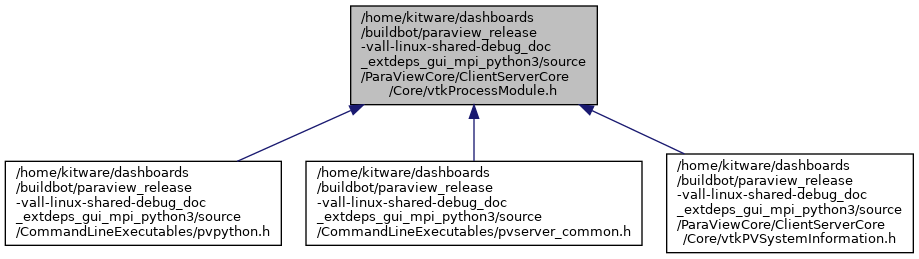 /home/kitware/dashboards
/buildbot/paraview_release
-vall-linux-shared-debug_doc
_extdeps_gui_mpi_python3/source
/ParaViewCore/ClientServerCore
/Core/vtkProcessModule.h
/home/kitware/dashboards
/buildbot/paraview_release
-vall-linux-shared-debug_doc
_extdeps_gui_mpi_python3/source
/CommandLineExecutables/pvpython.h
/home/kitware/dashboards
/buildbot/paraview_release
-vall-linux-shared-debug_doc
_extdeps_gui_mpi_python3/source
/CommandLineExecutables/pvserver_common.h
/home/kitware/dashboards
/buildbot/paraview_release
-vall-linux-shared-debug_doc
_extdeps_gui_mpi_python3/source
/ParaViewCore/ClientServerCore
/Core/vtkPVSystemInformation.h